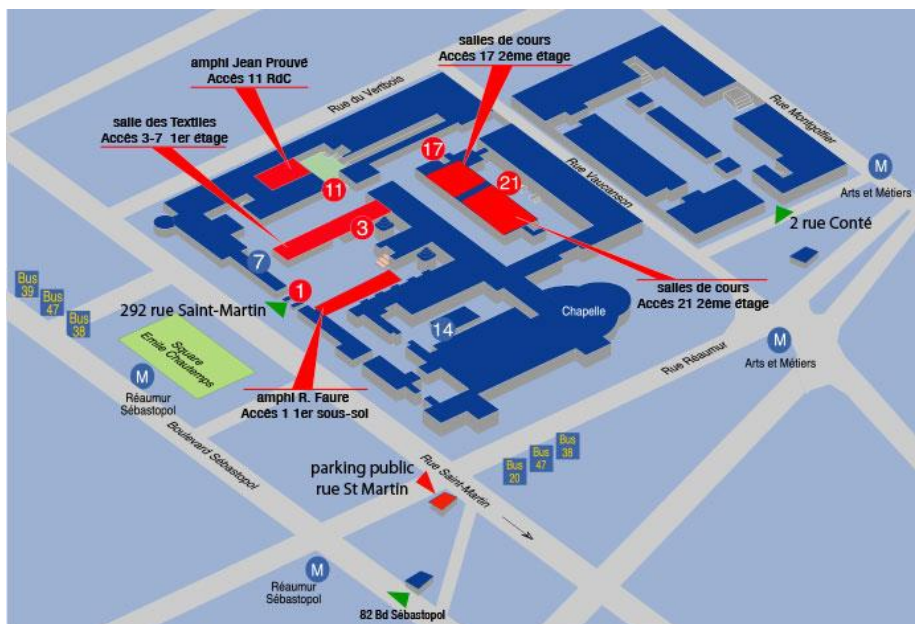 salles de cours
Accès 17 2ème étage
amphi Jean Prouvé
Accès 11 RdC
salle des Textiles
Accès 3-7 1er étage
Rue du Vertbois
Rue Montgolfier
Rue Vaucanson
17
21
11
3
7
1
14
M
Arts et Métiers
2 rue Conté
salles de cours
Accès 21 2ème étage
Chapelle
Bus
39
Bus
47
Bus
38
292 rue Saint-Martin
Square
Emile Chautemps
M
Réaumur
Sébastopol
amphi R. Faure
Accès 1 1er sous-sol
M
Arts et Métiers
Rue Réaumur
Boulevard Sébastopol
Rue Saint-Martin
parking public
rue St Martin
Bus
20
Bus
47
Bus
38
M
Réaumur
Sébastopol
82 Bd Sébastopol